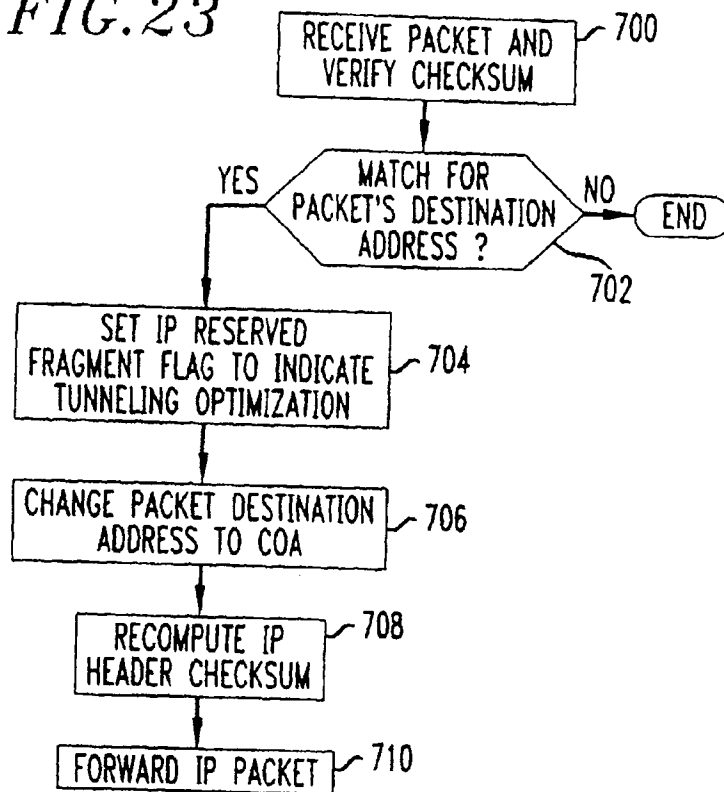 FIG.23
RECEIVE PACKET AND
VERIFY CHECKSUM
700
YES
MATCH FOR
PACKET'S DESTINATION
ADDRESS ?
NO
END
702
SET IP RESERVED
FRAGMENT FLAG TO INDICATE
TUNNELING OPTIMIZATION
704
CHANGE PACKET DESTINATION
ADDRESS TO COA
706
RECOMPUTE IP
HEADER CHECKSUM
708
FORWARD IP PACKET
710